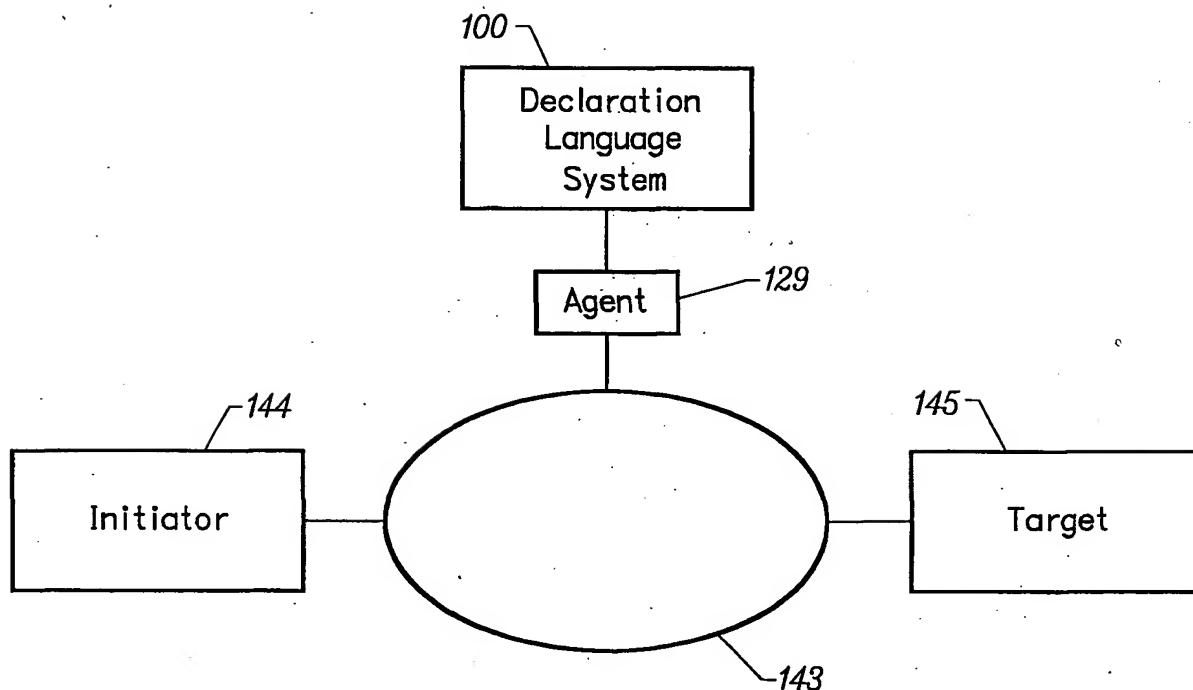 100
Declaration
Language
System
129
Agent
144
145
Initiator
Target
143